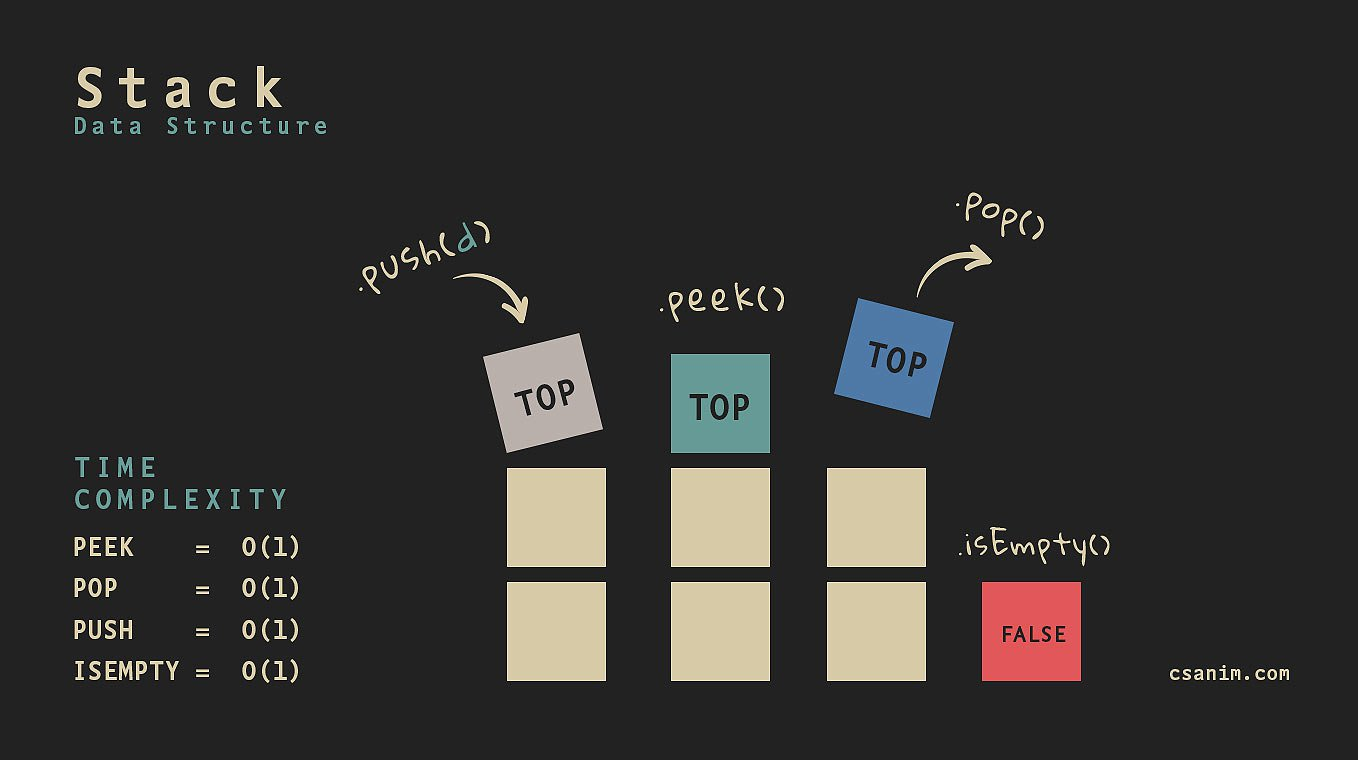 Stack
Data Structure
.push(d)
.peek()
.pop()
TOP
TOP
TOP
.isEmpty()
FALSE
TIME
COMPLEXITY
PEEK = O(1)
POP = O(1)
PUSH = O(1)
ISEMPTY = O(1)
csanim.com